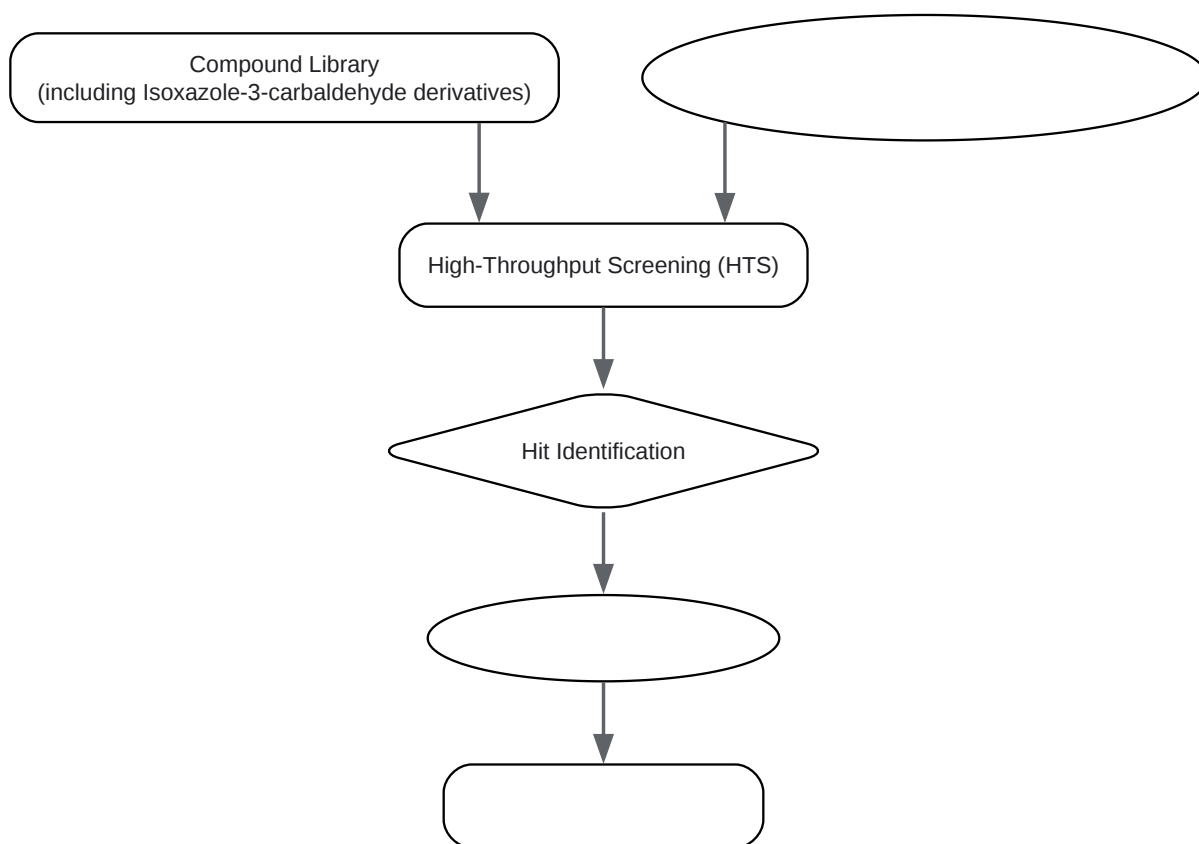 Compound Library
(including Isoxazole-3-carbaldehyde derivatives)
High-Throughput Screening (HTS)
Hit Identification